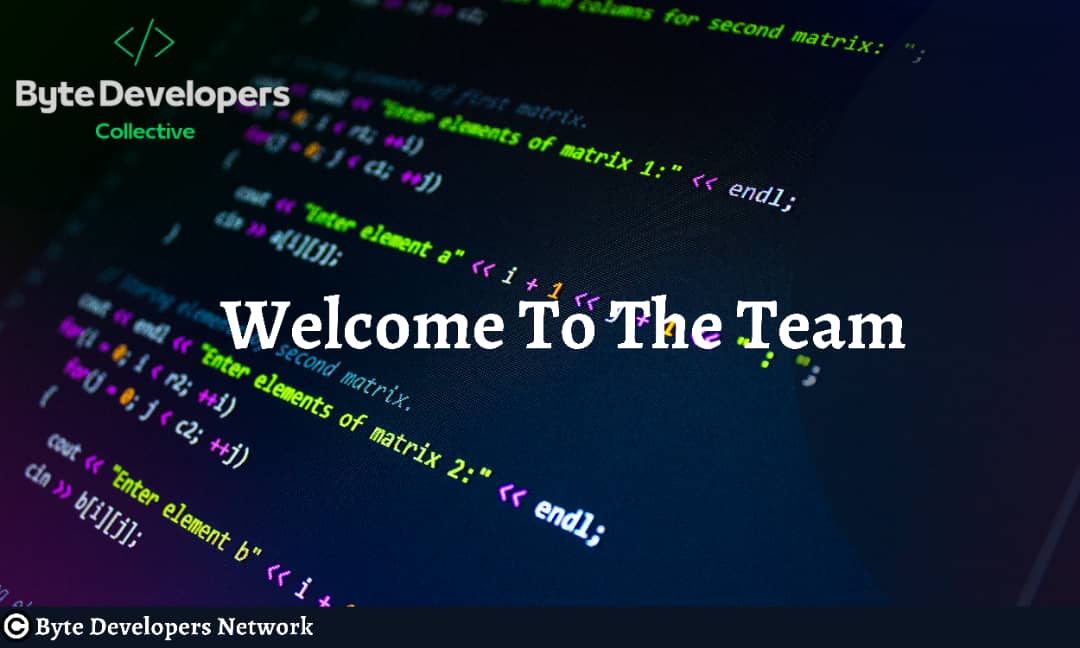 and columns for second matrix: ";
</>
Byte Developers
Collective
// Storing elements of first matrix.
cout << endl << "Enter elements of matrix 1:" << endl;
for(i = 0; i < r1; ++i)
for(j = 0; j < c1; ++j)
{
cout << "Enter element a" << i + 1 << j + 1 << " : ";
cin >> a[i][j];
}
Welcome To The Team
// Storing elements of second matrix.
cout << endl << "Enter elements of matrix 2:" << endl;
for(i = 0; i < r2; ++i)
for(j = 0; j < c2; ++j)
{
cout << "Enter element b" << i +
cin >> b[i][j];
© Byte Developers Network